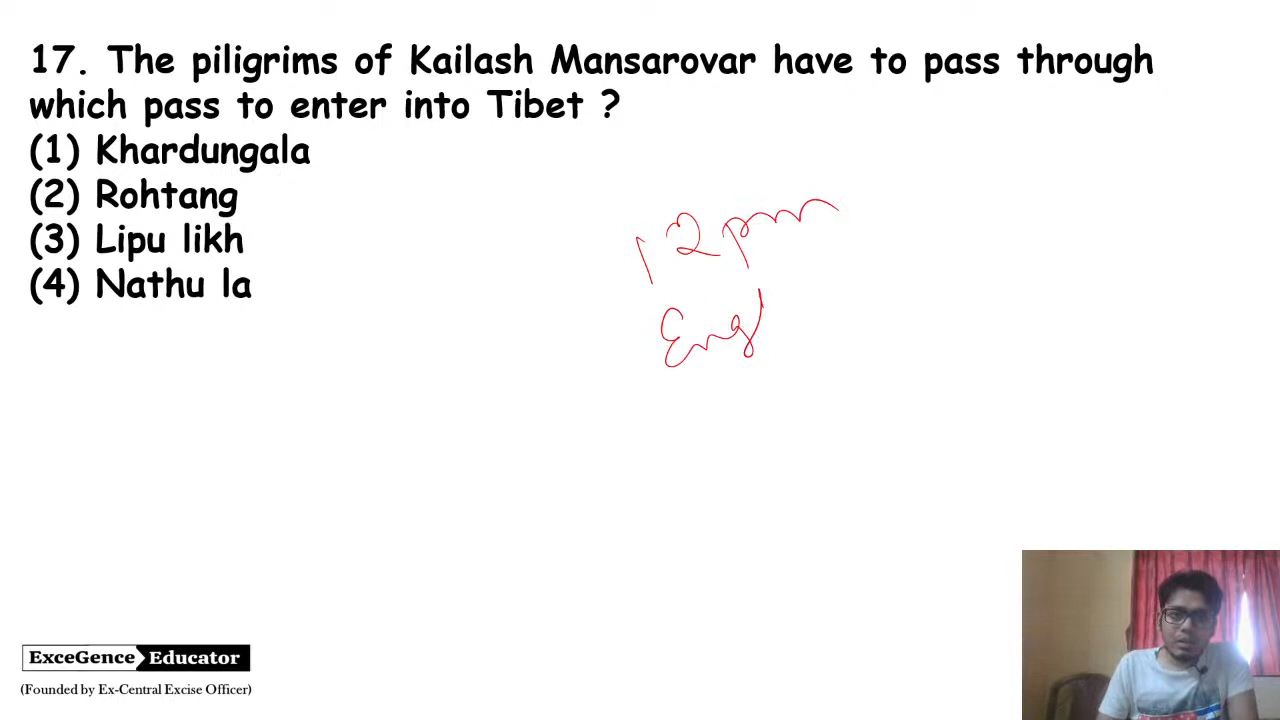 17. The piligrims of Kailash Mansarovar have to pass through
which pass to enter into Tibet ?
(1) Khardungala
(2) Rohtang
(3) Lipu likh
(4) Nathu la
12 pm
Eng
ExceGence Educator
(Founded by Ex-Central Excise Officer)